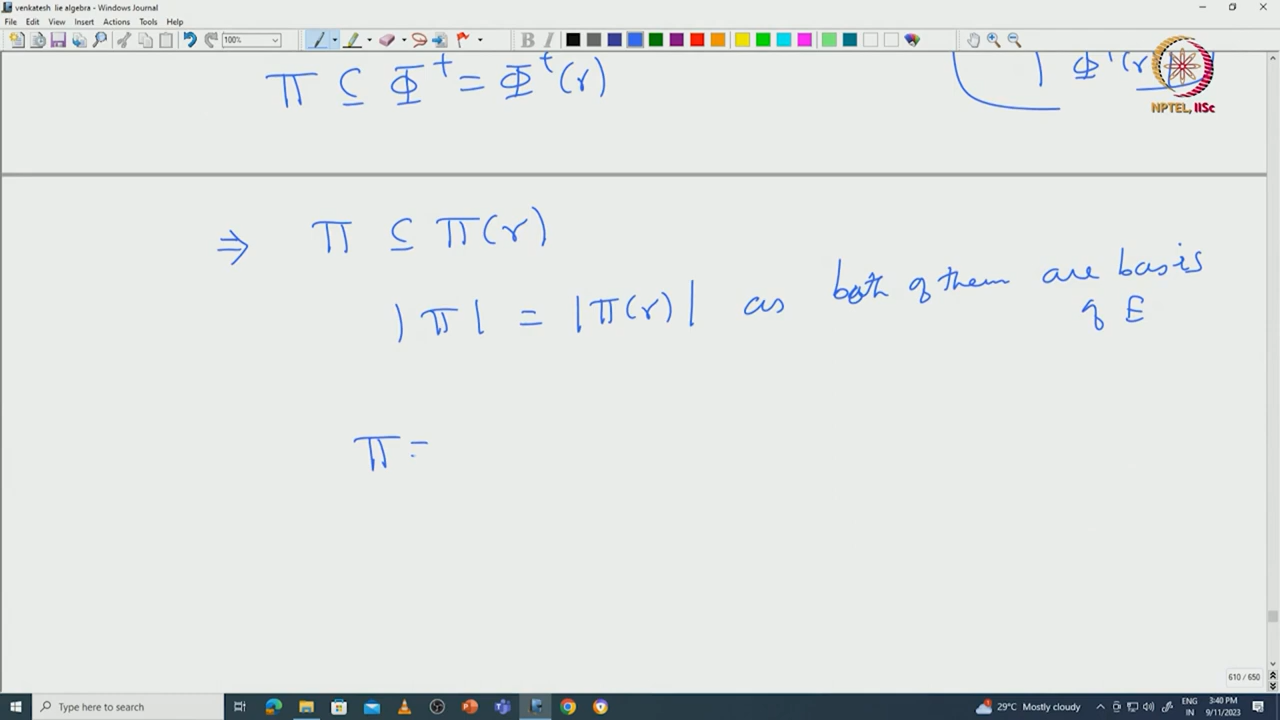 venkatesh lie algebra - Windows Journal
File Edit View Insert Actions Tools Help
100%
B I
Π ⊆ Φ⁺ = Φ⁺(r)
Φ⁺(r)
NPTEL, IISc
⇒ Π ⊆ Π(r)
|Π| = |Π(r)| as both of them are basis
of E
Π =
610 / 650
Type here to search
29°C Mostly cloudy
ENG
IN
3:40 PM
9/11/2023